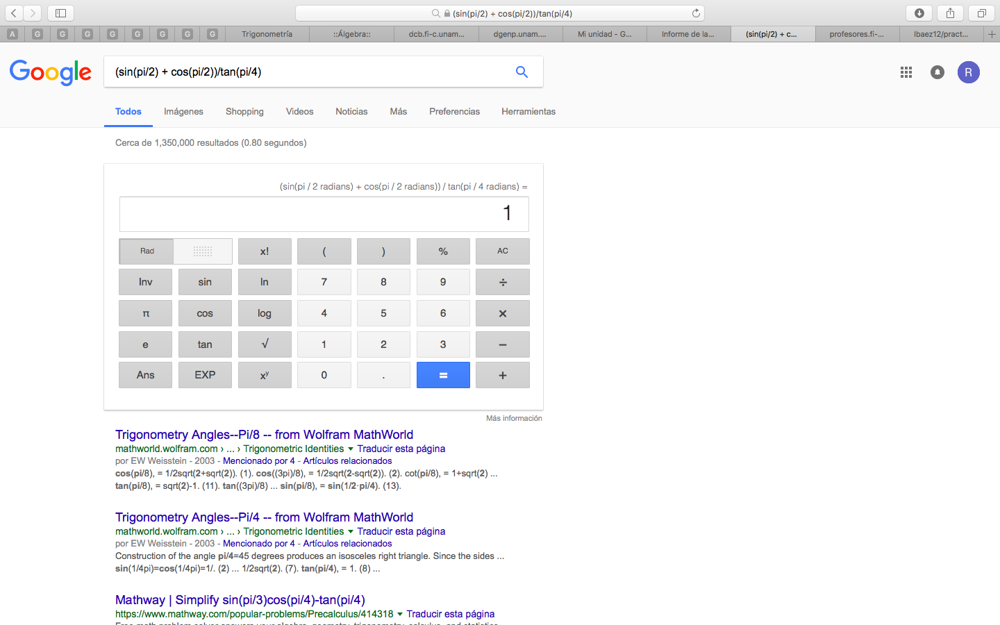 (sin(pi/2) + cos(pi/2))/tan(pi/4)
A G G G G G G G G Trigonometría ::Álgebra:: dcb.fi-c.unam... dgenp.unam.... Mi unidad - G... Informe de la... (sin(pi/2) + c... profesores.fi-... lbaez12/pract... +
Google (sin(pi/2) + cos(pi/2))/tan(pi/4) R
Todos Imágenes Shopping Videos Noticias Más Preferencias Herramientas
Cerca de 1,350,000 resultados (0.80 segundos)
(sin(pi / 2 radians) + cos(pi / 2 radians)) / tan(pi / 4 radians) =
1
Rad x! ( ) % AC
Inv sin ln 7 8 9 ÷
π cos log 4 5 6 ×
e tan √ 1 2 3 −
Ans EXP xʸ 0 . = +
Más información
Trigonometry Angles--Pi/8 -- from Wolfram MathWorld
mathworld.wolfram.com › ... › Trigonometric Identities ▼ Traducir esta página
por EW Weisstein - 2003 - Mencionado por 4 - Artículos relacionados
cos(pi/8), = 1/2sqrt(2+sqrt(2)). (1). cos((3pi)/8), = 1/2sqrt(2-sqrt(2)). (2). cot(pi/8), = 1+sqrt(2) ...
tan(pi/8), = sqrt(2)-1. (11). tan((3pi)/8) ... sin(pi/8), = sin(1/2·pi/4). (13).
Trigonometry Angles--Pi/4 -- from Wolfram MathWorld
mathworld.wolfram.com › ... › Trigonometric Identities ▼ Traducir esta página
por EW Weisstein - 2003 - Mencionado por 4 - Artículos relacionados
Construction of the angle pi/4=45 degrees produces an isosceles right triangle. Since the sides ...
sin(1/4pi)=cos(1/4pi)=1/. (2) ... 1/2sqrt(2). (7). tan(pi/4), = 1. (8) ...
Mathway | Simplify sin(pi/3)cos(pi/4)-tan(pi/4)
https://www.mathway.com/popular-problems/Precalculus/414318 ▼ Traducir esta página